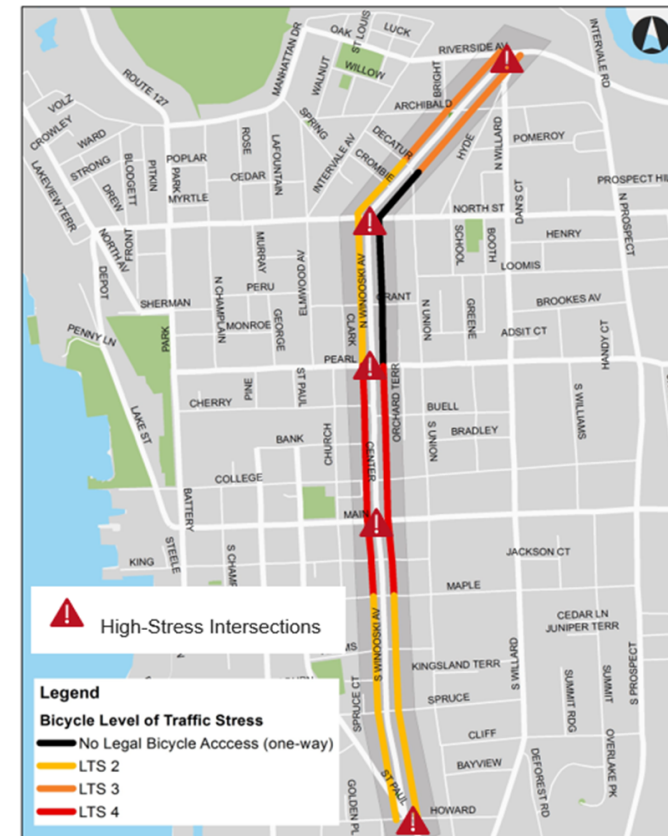 LUCK
OAK
ST LOUIS
MANHATTAN DR
WALNUT
WILLOW
RIVERSIDE AV
INTERVALE RD
ROUTE 127
BRIGHT
ARCHIBALD
SPRING
VOLZ
CROWLEY
WARD
STRONG
LAKEVIEW TERR
DREW
BLODGETT
PITKIN
POPLAR
PARK
MYRTLE
ROSE
CEDAR
LAFOUNTAIN
INTERVALE AV
DECATUR
CROMBIE
HYDE
N WILLARD
POMEROY
PROSPECT HIL
DAN'S CT
N PROSPECT
NORTH ST
NORTH AV
FRONT
DEPOT
MURRAY
ELMWOOD AV
N WINOOSKI AV
SCHOOL
BOOTH
HENRY
LOOMIS
SHERMAN
N CHAMPLAIN
PERU
GEORGE
MONROE
CLARK
GRANT
N UNION
GREENE
BROOKES AV
ADSIT CT
HANDY CT
PENNY LN
PARK
PEARL
LAKE ST
CHERRY
PINE
ST PAUL
ORCHARD TERR
BUELL
BRADLEY
S UNION
S WILLIAMS
BANK
CHURCH
CENTER
COLLEGE
BATTERY
MAIN
KING
STEELE
S CHAMP
JACKSON CT
MAPLE
CEDAR LN
JUNIPER TERR
High-Stress Intersections
MS
S WINOOSKI AV
KINGSLAND TERR
S WILLARD
SUMMIT RDG
SUMMIT
S PROSPECT
SPRUCE CT
SPRUCE
CLIFF
BAYVIEW
DEFOREST RD
OVERLAKE PK
GOLDEN PL
ST PAUL
HOWARD
Legend
Bicycle Level of Traffic Stress
No Legal Bicycle Acccess (one-way)
LTS 2
LTS 3
LTS 4